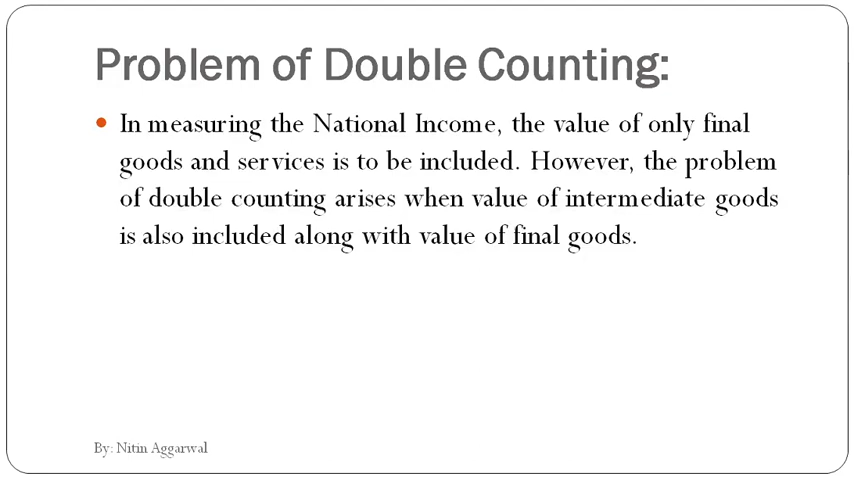 Problem of Double Counting:
In measuring the National Income, the value of only final
goods and services is to be included. However, the problem
of double counting arises when value of intermediate goods
is also included along with value of final goods.
By: Nitin Aggarwal